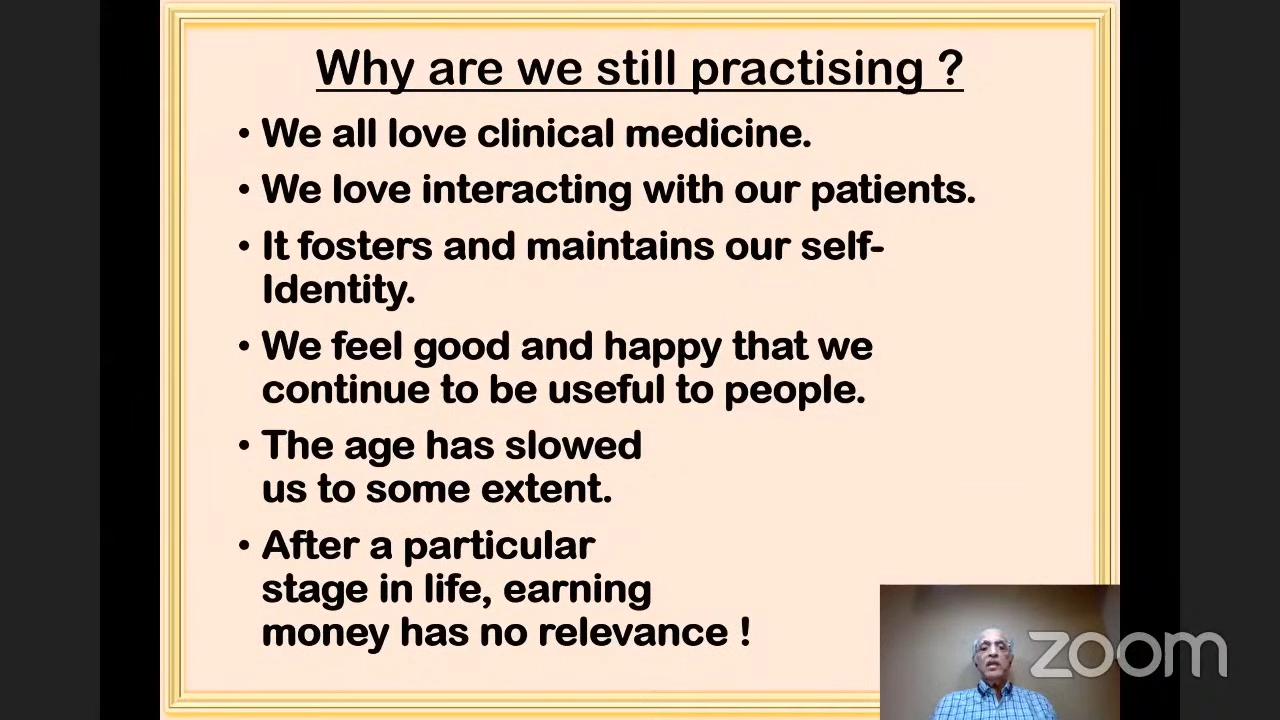 Why are we still practising ?
• We all love clinical medicine.
• We love interacting with our patients.
• It fosters and maintains our self-
Identity.
• We feel good and happy that we
continue to be useful to people.
• The age has slowed
us to some extent.
• After a particular
stage in life, earning
money has no relevance !
zoom